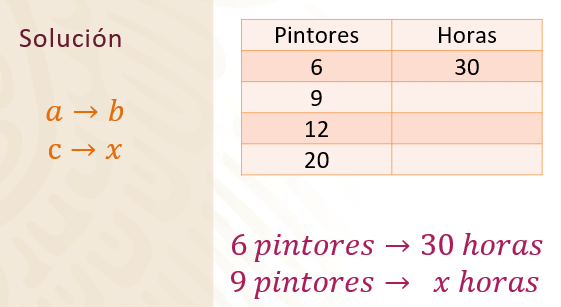 Solución
a → b
c → x
Pintores Horas
6 30
9
12
20
6 pintores → 30 horas
9 pintores → x horas